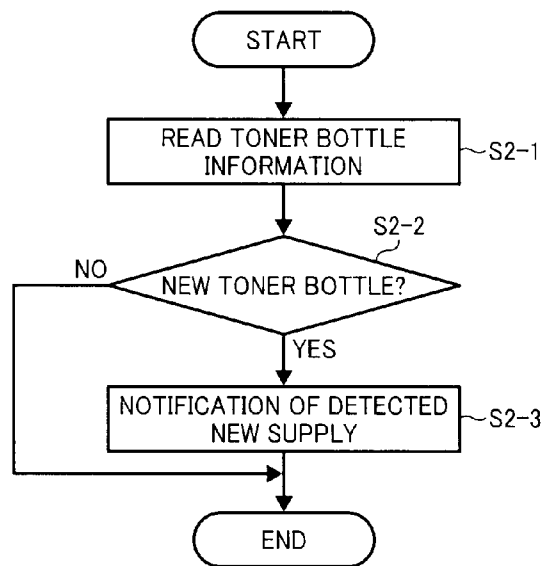 START
READ TONER BOTTLE
INFORMATION
S2-1
S2-2
NO
NEW TONER BOTTLE?
YES
NOTIFICATION OF DETECTED
NEW SUPPLY
S2-3
END